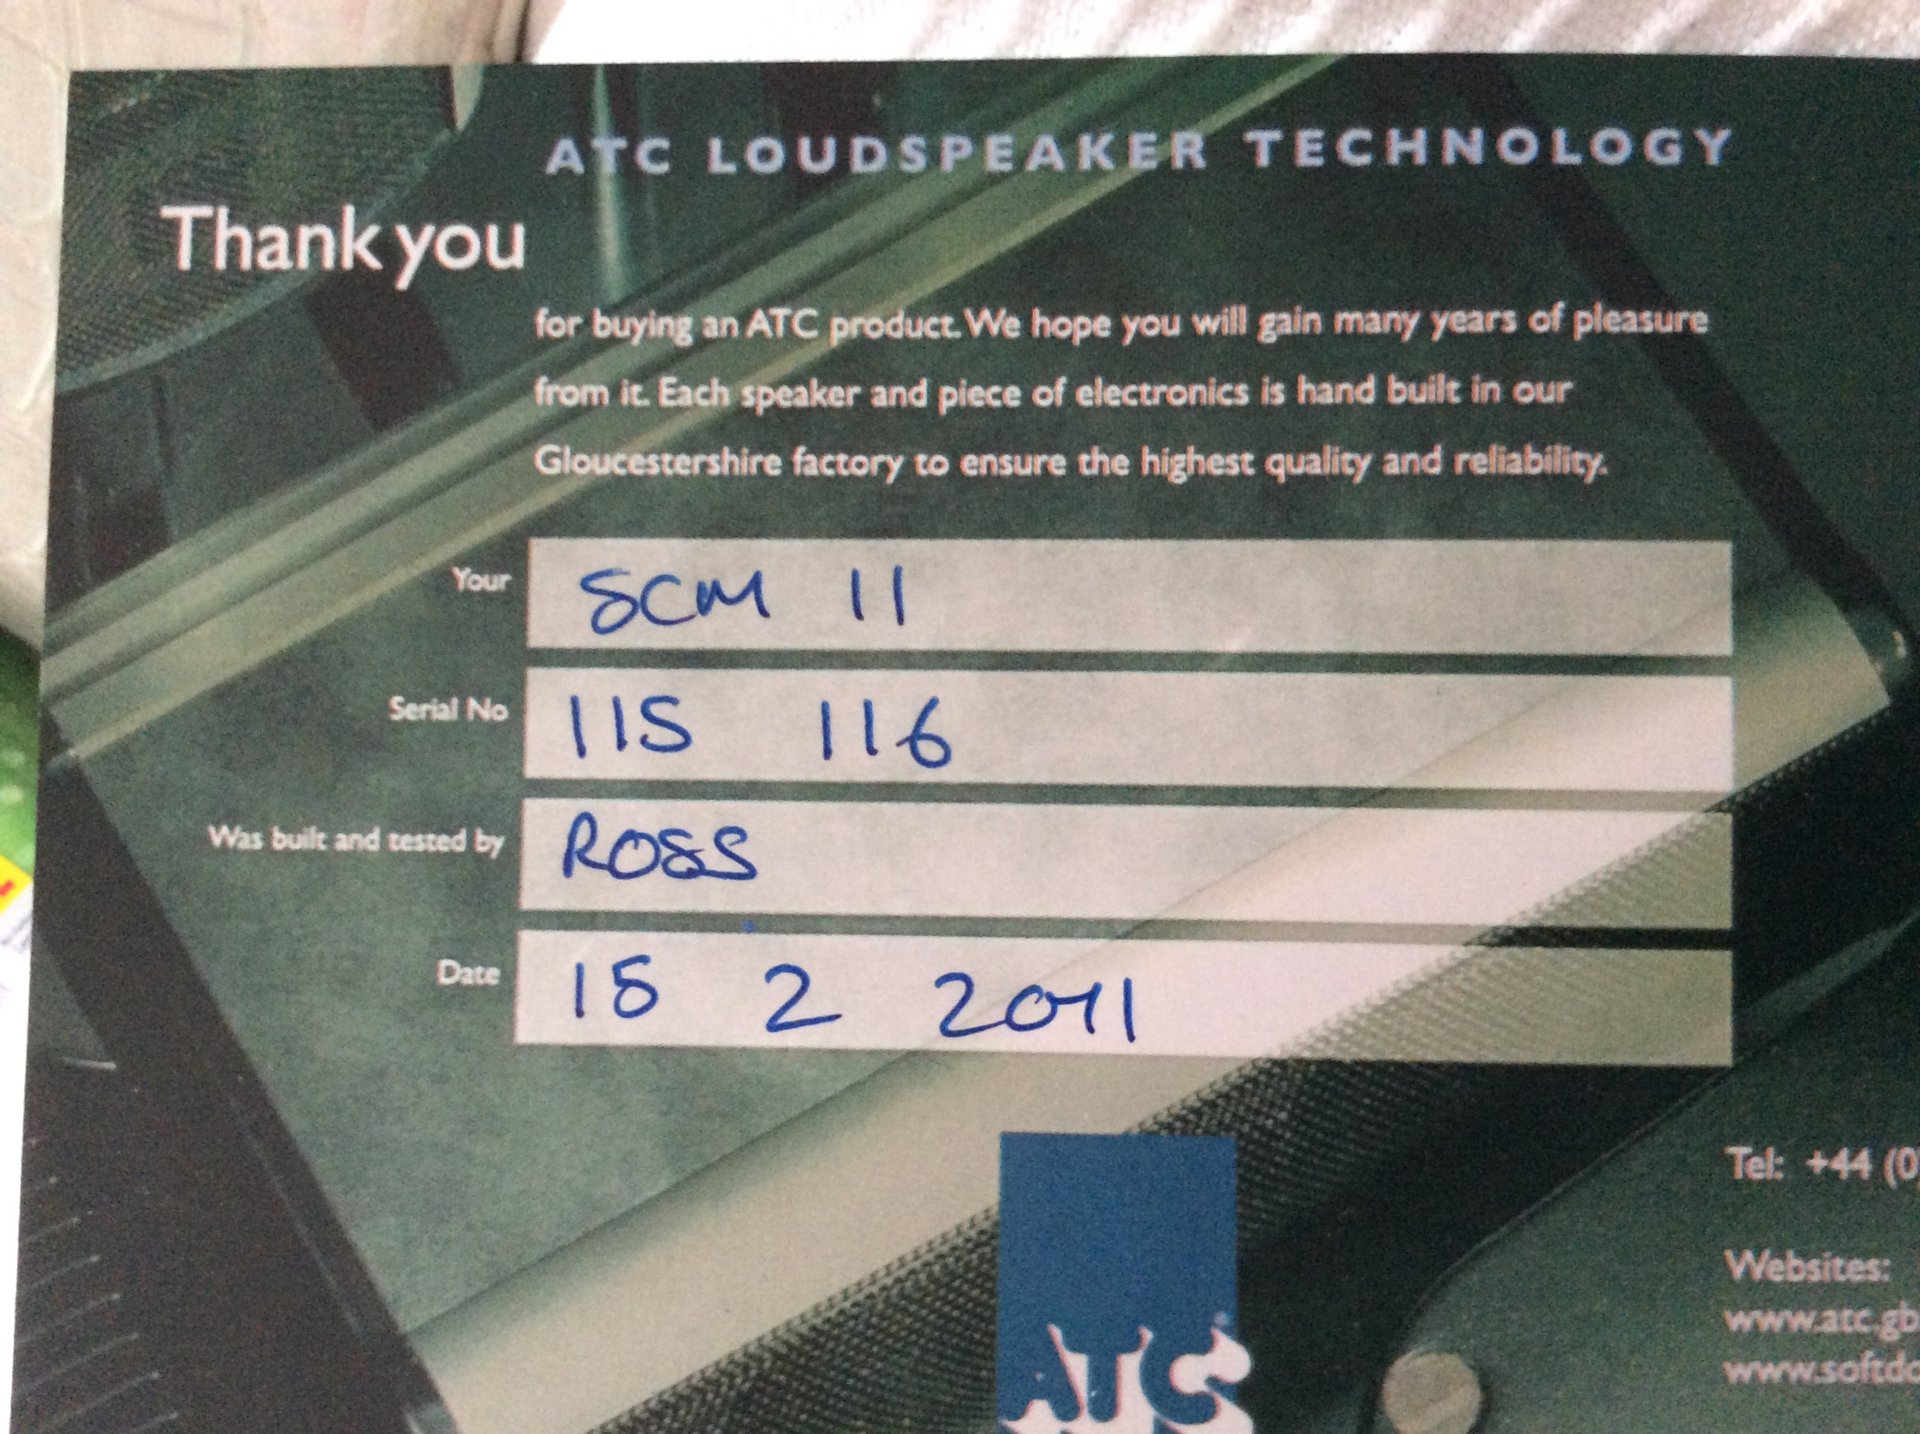 ATC LOUDSPEAKER TECHNOLOGY
Thank you
for buying an ATC product. We hope you will gain many years of pleasure
from it. Each speaker and piece of electronics is hand built in our
Gloucestershire factory to ensure the highest quality and reliability.
Your SCM 11
Serial No 115 116
Was built and tested by ROSS
Date 15 2 2011
Tel: +44 (0
Websites:
www.atc.gb
www.softdo
ATC